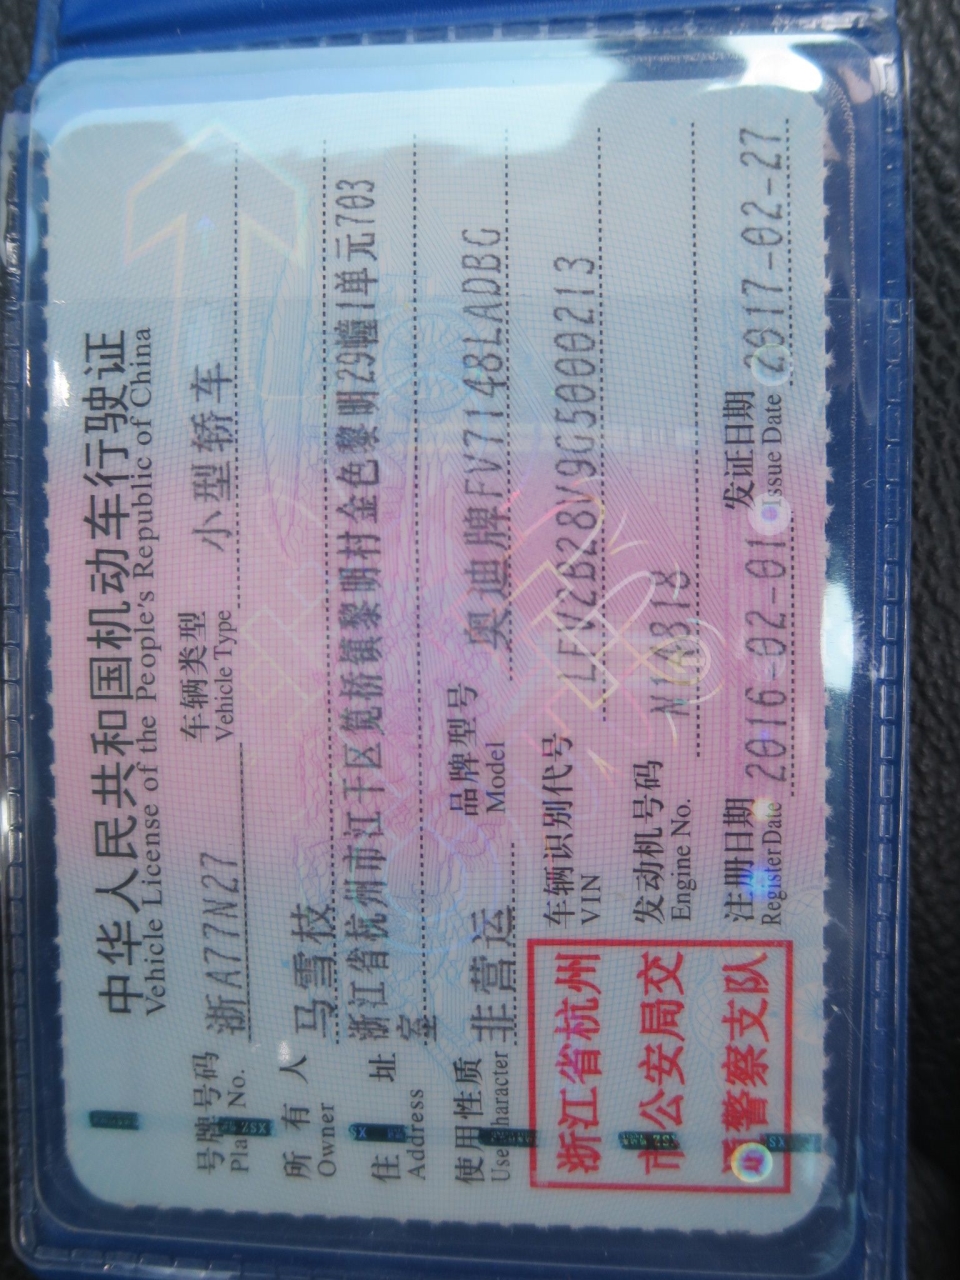 中华人民共和国机动车行驶证
Vehicle License of the People's Republic of China
号牌号码 浙A77N27 车辆类型 小型轿车
Plate No. Vehicle Type
所有人 马雪枝
Owner
住址 浙江省杭州市江干区笕桥镇黎明村金色黎明29幢1单元703
Address 室
使用性质 非营运 品牌型号 奥迪牌FV7148LADBG
Use Character Model
车辆识别代号 LFV2B28V9G5000213
VIN
发动机号码 N1A818
Engine No.
注册日期 2016-02-01 发证日期 2017-02-27
Register Date Issue Date
浙江省杭州
市公安局交
通警察支队